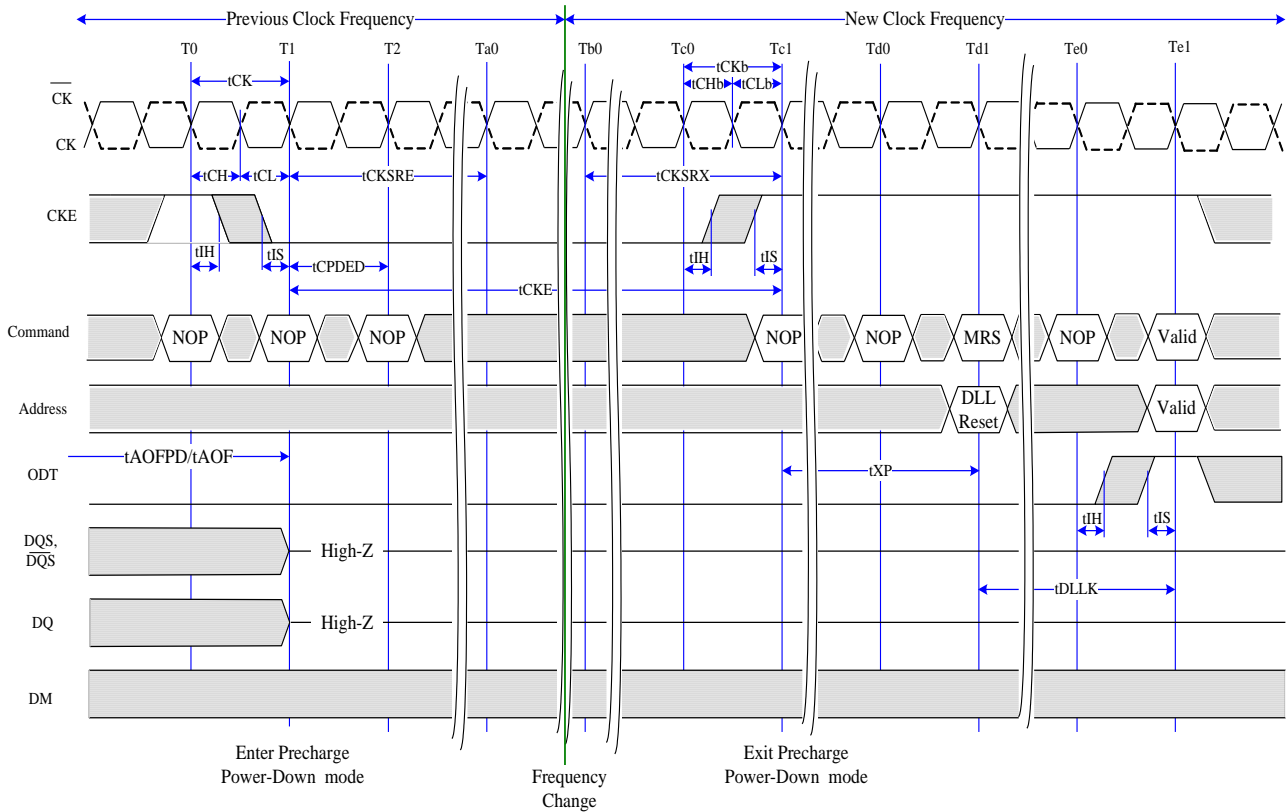 Previous Clock Frequency New Clock Frequency
T0 T1 T2 Ta0 Tb0 Tc0 Tc1 Td0 Td1 Te0 Te1
tCK tCKb
tCHb tCLb
CK
CK
tCH tCL tCKSRE tCKSRX
CKE
tIH tIS tCPDED tIH tIS
tCKE
Command NOP NOP NOP NOP NOP MRS NOP Valid
Address DLL Reset Valid
tAOFPD/tAOF
ODT tXP
tIH tIS
DQS,
DQS High-Z
tDLLK
DQ High-Z
DM
Enter Precharge
Power-Down mode
Frequency
Change
Exit Precharge
Power-Down mode